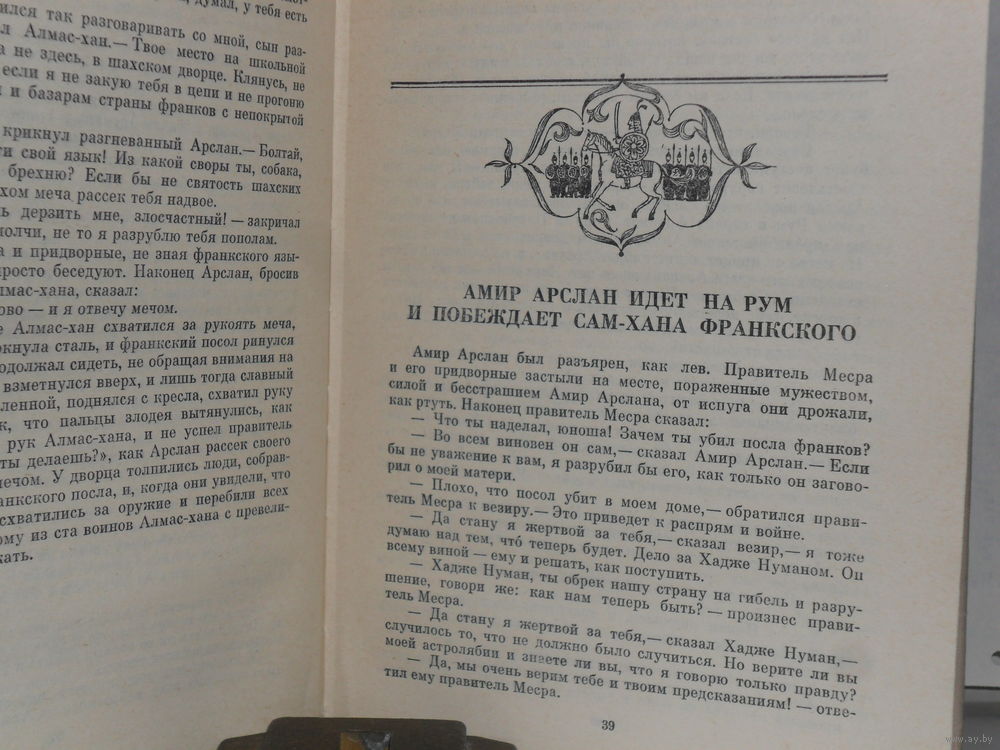 думал, у тебя есть
ился так разговаривать со мной, сын раз-
л Алмас-хан.— Твое место на школьной
а не здесь, в шахском дворце. Клянусь, не
если я не закую тебя в цепи и не прогоню
и и базарам страны франков с непокрытой
крикнул разгневанный Арслан.— Болтай,
ти свой язык! Из какой своры ты, собака,
брехню? Если бы не святость шахских
хом меча рассек тебя надвое.
ь дерзить мне, злосчастный! — закричал
молчи, не то я разрублю тебя пополам.
а и придворные, не зная франкского язы-
просто беседуют. Наконец Арслан, бросив
лмас-хана, сказал:
ово — и я отвечу мечом.
е Алмас-хан схватился за рукоять меча,
ркнула сталь, и франкский посол ринулся
одолжал сидеть, не обращая внимания на
взметнулся вверх, и лишь тогда славный
ленной, поднялся с кресла, схватил руку
к, что пальцы злодея вытянулись, как
рук Алмас-хана, и не успел правитель
ты делаешь?», как Арслан рассек своего
мечом. У дворца толпились люди, собрав-
анкского посла, и, когда они увидели, что
схватились за оружие и перебили всех
ому из ста воинов Алмас-хана с превели-
жать.
АМИР АРСЛАН ИДЕТ НА РУМ
И ПОБЕЖДАЕТ САМ-ХАНА ФРАНКСКОГО
Амир Арслан был разъярен, как лев. Правитель Месра
и его придворные застыли на месте, пораженные мужеством,
силой и бесстрашием Амир Арслана, от испуга они дрожали,
как ртуть. Наконец правитель Месра сказал:
— Что ты наделал, юноша! Зачем ты убил посла франков?
— Во всем виновен он сам,— сказал Амир Арслан.— Если
бы не уважение к вам, я разрубил бы его, как только он загово-
рил о моей матери.
— Плохо, что посол убит в моем доме,— обратился прави-
тель Месра к везиру.— Это приведет к распрям и войне.
— Да стану я жертвой за тебя,— сказал везир,— я тоже
думаю над тем, что́ теперь будет. Дело за Хадже Нуманом. Он
всему виной — ему и решать, как поступить.
— Хадже Нуман, ты обрек нашу страну на гибель и разру-
шение, говори же: как нам теперь быть? — произнес прави-
тель Месра.
— Да стану я жертвой за тебя,— сказал Хадже Нуман,—
случилось то, что не должно было случиться. Но верите ли вы
моей астролябии и знаете ли вы, что я говорю только правду?
— Да, мы очень верим тебе и твоим предсказаниям! — отве-
тил ему правитель Месра.
39
www.ay.by